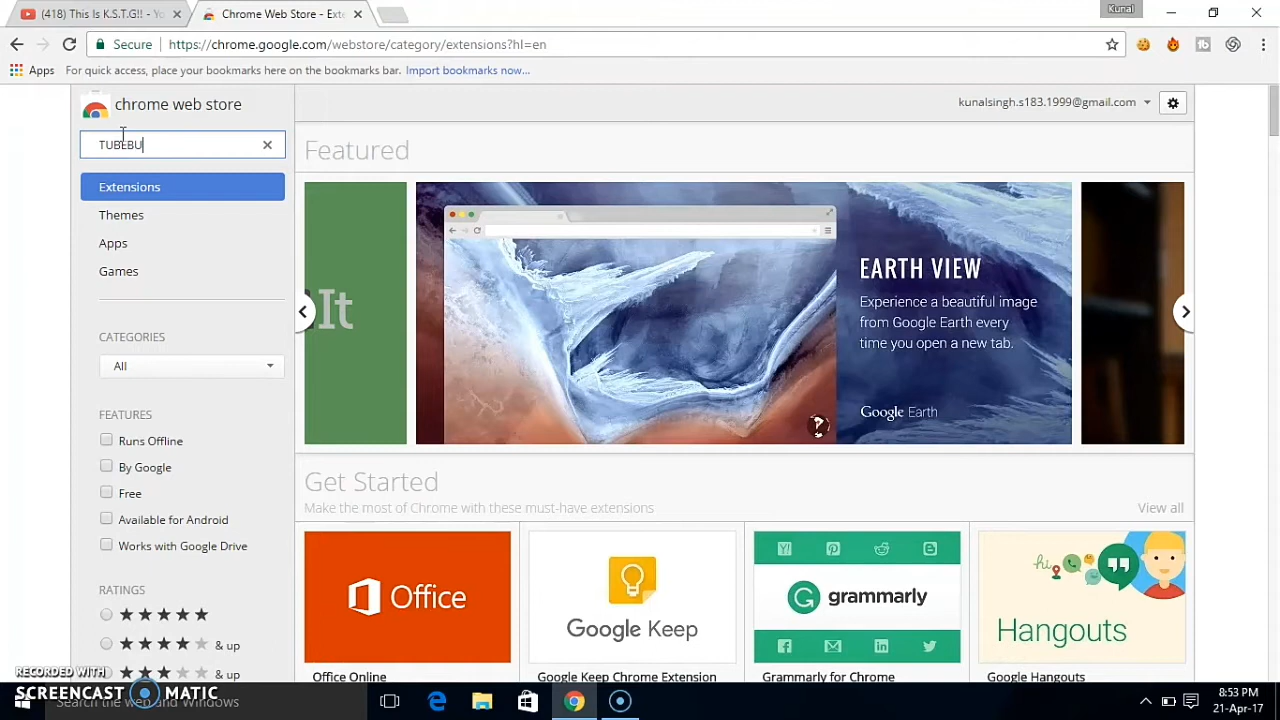 (418) This Is K.S.T.G!! - Yo
Chrome Web Store - Exte
Kunal
Secure
https://chrome.google.com/webstore/category/extensions?hl=en
Apps
For quick access, place your bookmarks here on the bookmarks bar. Import bookmarks now...
chrome web store
kunalsingh.s183.1999@gmail.com
TUBEBU
Extensions
Themes
Apps
Games
CATEGORIES
All
FEATURES
Runs Offline
By Google
Free
Available for Android
Works with Google Drive
RATINGS
& up
& up
Featured
It
EARTH VIEW
Experience a beautiful image
from Google Earth every
time you open a new tab.
Google Earth
Get Started
Make the most of Chrome with these must-have extensions
View all
Office
Google Keep
grammarly
hi
Hangouts
Office Online
Google Keep Chrome Extension
Grammarly for Chrome
Google Hangouts
RECORDED WITH
SCREENCAST MATIC
Search the web and Windows
8:53 PM
21-Apr-17